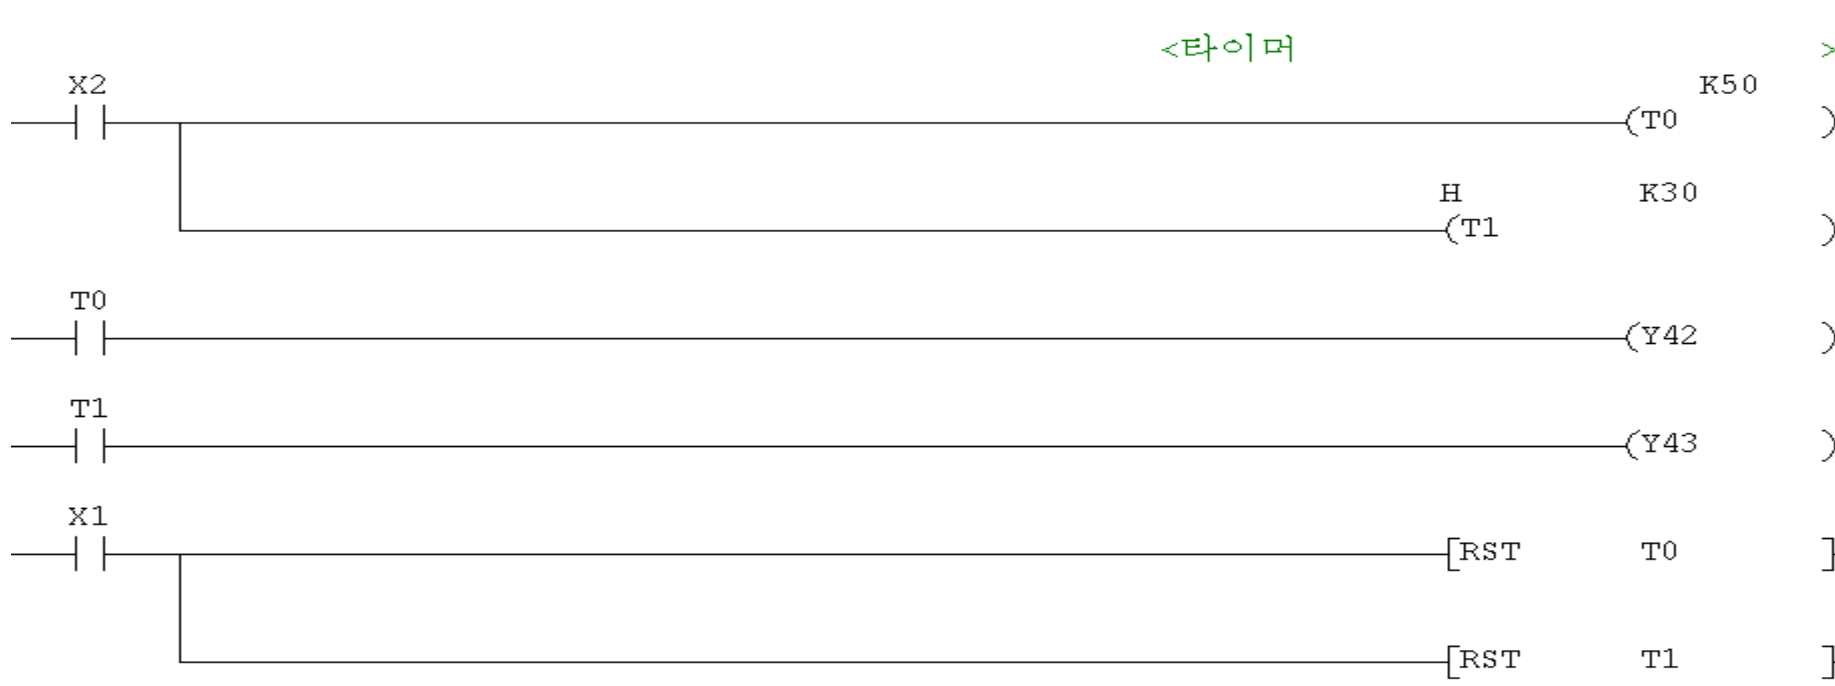 <타이머 >
X2 K50
(T0 )
H K30
(T1 )
T0
(Y42 )
T1
(Y43 )
X1
[RST T0 ]
[RST T1 ]